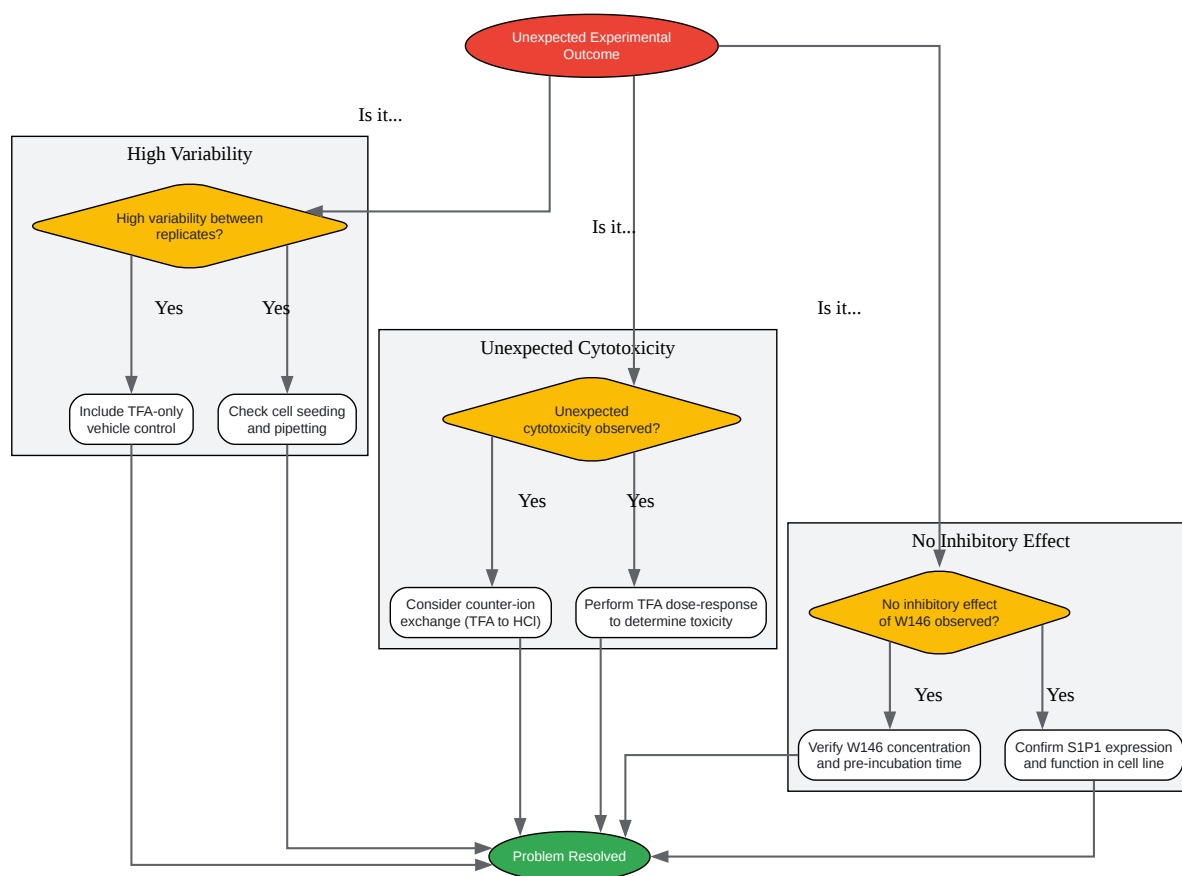 Unexpected Experimental
Outcome
Is it...
High Variability
High variability between
replicates?
Is it...
Yes
Yes
Is it...
Unexpected Cytotoxicity
Include TFA-only
vehicle control
Check cell seeding
and pipetting
Unexpected
cytotoxicity observed?
Yes
Yes
No Inhibitory Effect
Consider counter-ion
exchange (TFA to HCl)
Perform TFA dose-response
to determine toxicity
No inhibitory effect
of W146 observed?
Yes
Yes
Verify W146 concentration
and pre-incubation time
Confirm S1P1 expression
and function in cell line
Problem Resolved